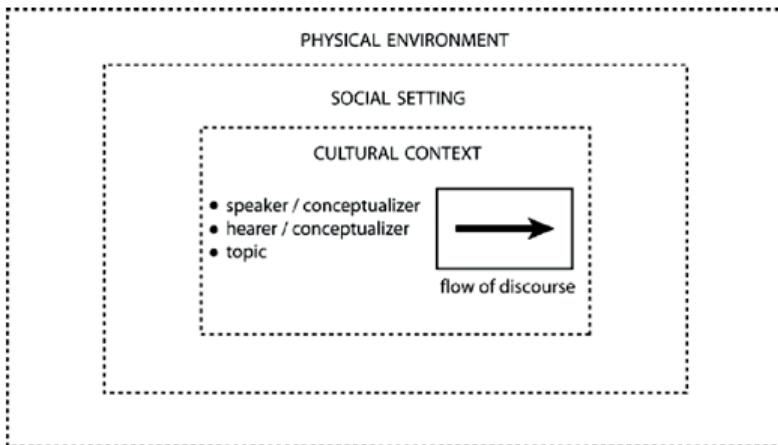 PHYSICAL ENVIRONMENT
SOCIAL SETTING
CULTURAL CONTEXT
● speaker / conceptualizer
● hearer / conceptualizer
● topic
flow of discourse